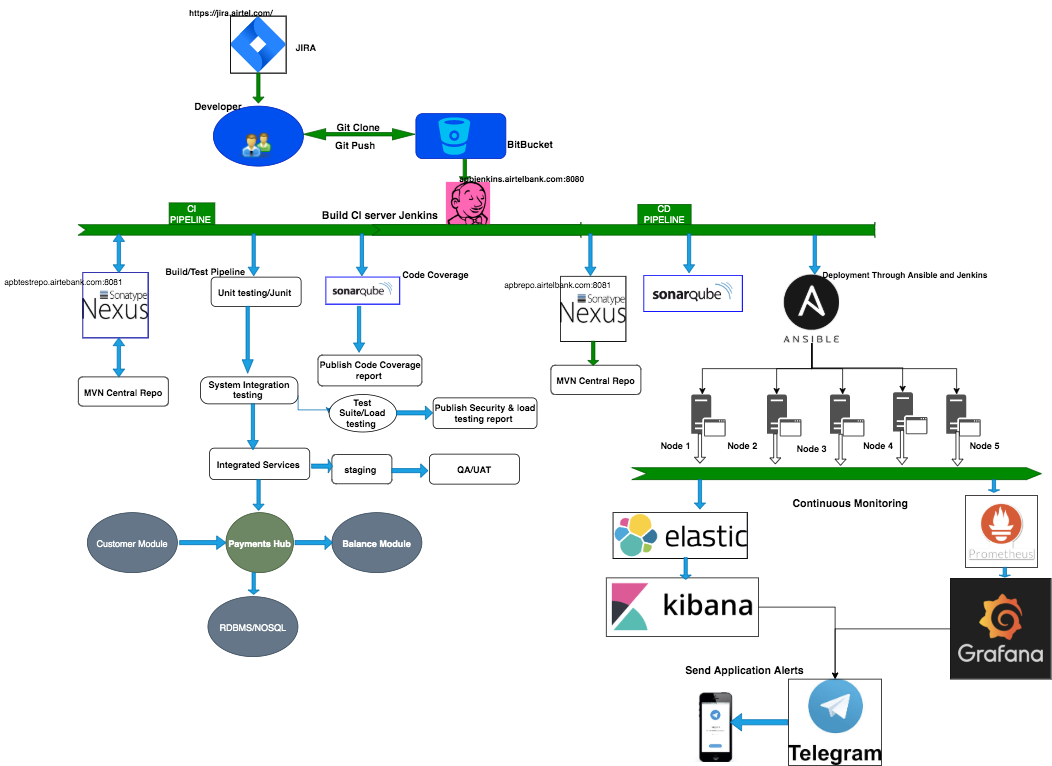 https://jira.airtel.com/
JIRA
Developer
Git Clone
Git Push
BitBucket
apbjenkins.airtelbank.com:8080
CI
PIPELINE
Build CI server Jenkins
CD
PIPELINE
apbtestrepo.airtebank.com:8081
Sonatype
Nexus
MVN Central Repo
Build/Test Pipeline
Unit testing/Junit
Code Coverage
sonarqube
Publish Code Coverage
report
System Integration
testing
Test
Suite/Load
testing
Publish Security & load
testing report
Integrated Services
staging
QA/UAT
Customer Module
Payments Hub
Balance Module
RDBMS/NOSQL
apbrepo.airtelbank.com:8081
Sonatype
Nexus
MVN Central Repo
sonarqube
Deployment Through Ansible and Jenkins
ANSIBLE
Node 1
Node 2
Node 3
Node 4
Node 5
Continuous Monitoring
elastic
kibana
Prometheus
Grafana
Send Application Alerts
Telegram